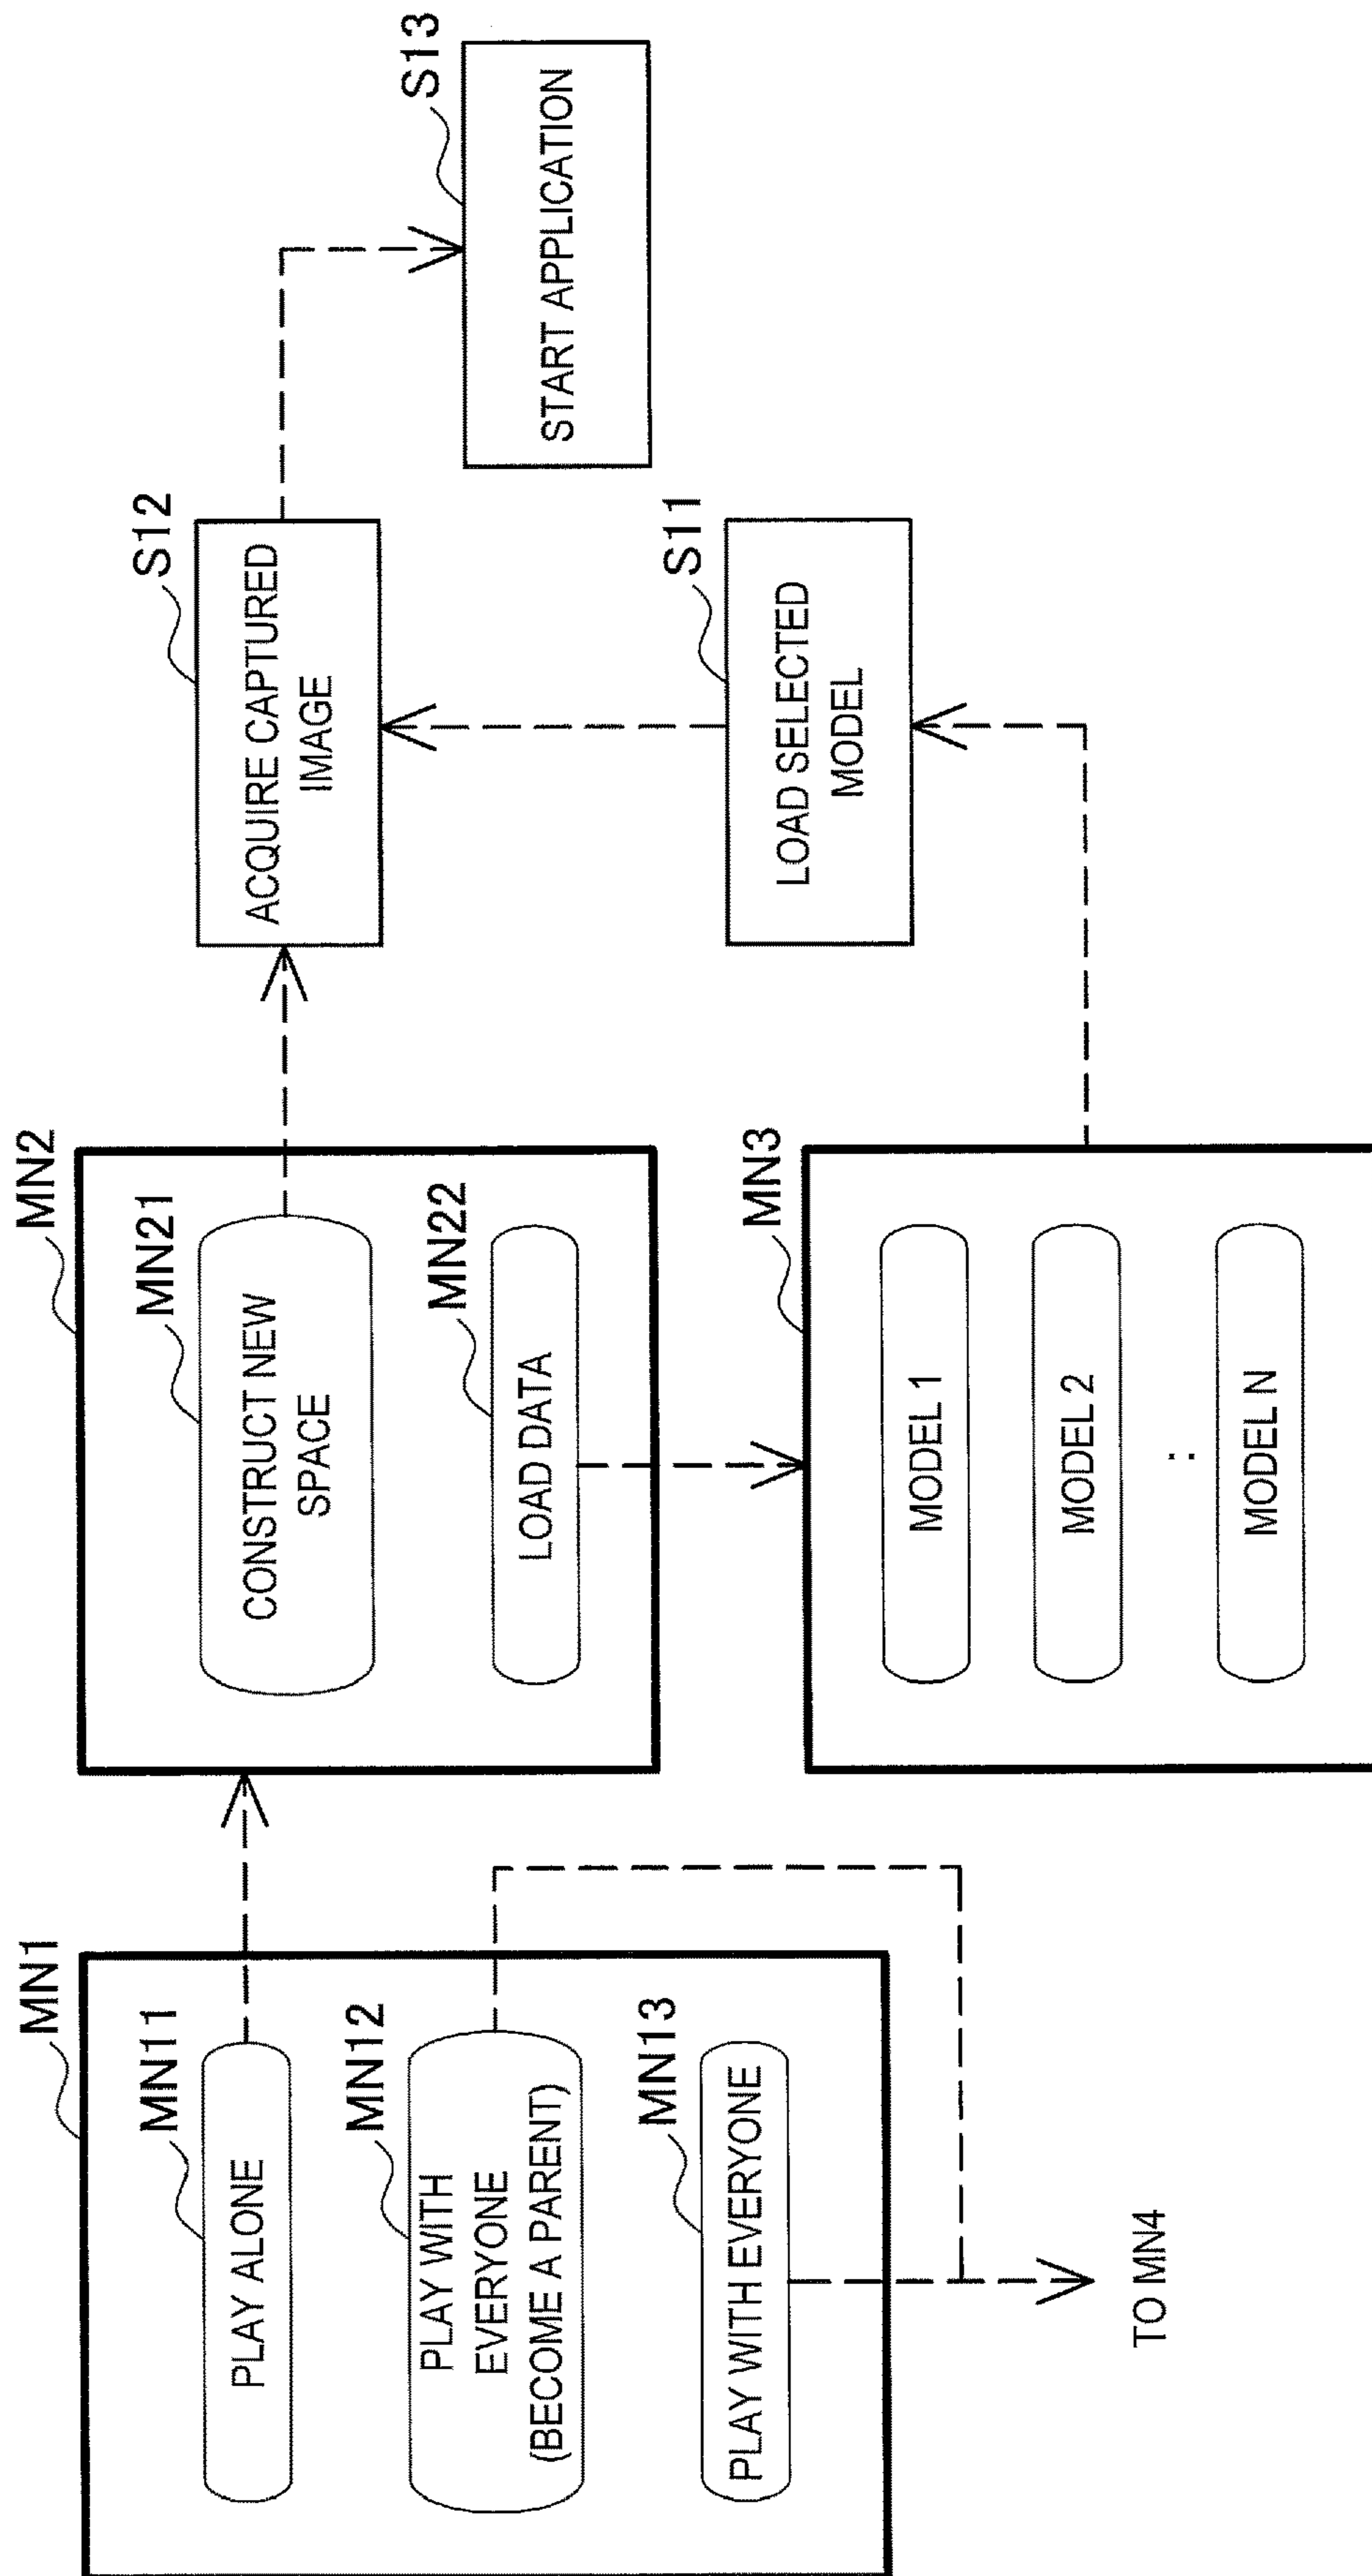 MN1
MN11
PLAY ALONE
MN12
PLAY WITH
EVERYONE
(BECOME A PARENT)
MN13
PLAY WITH EVERYONE
TO MN4
MN2
MN21
CONSTRUCT NEW
SPACE
MN22
LOAD DATA
MN3
MODEL 1
MODEL 2
:
MODEL N
S12
ACQUIRE CAPTURED
IMAGE
S11
LOAD SELECTED
MODEL
S13
START APPLICATION